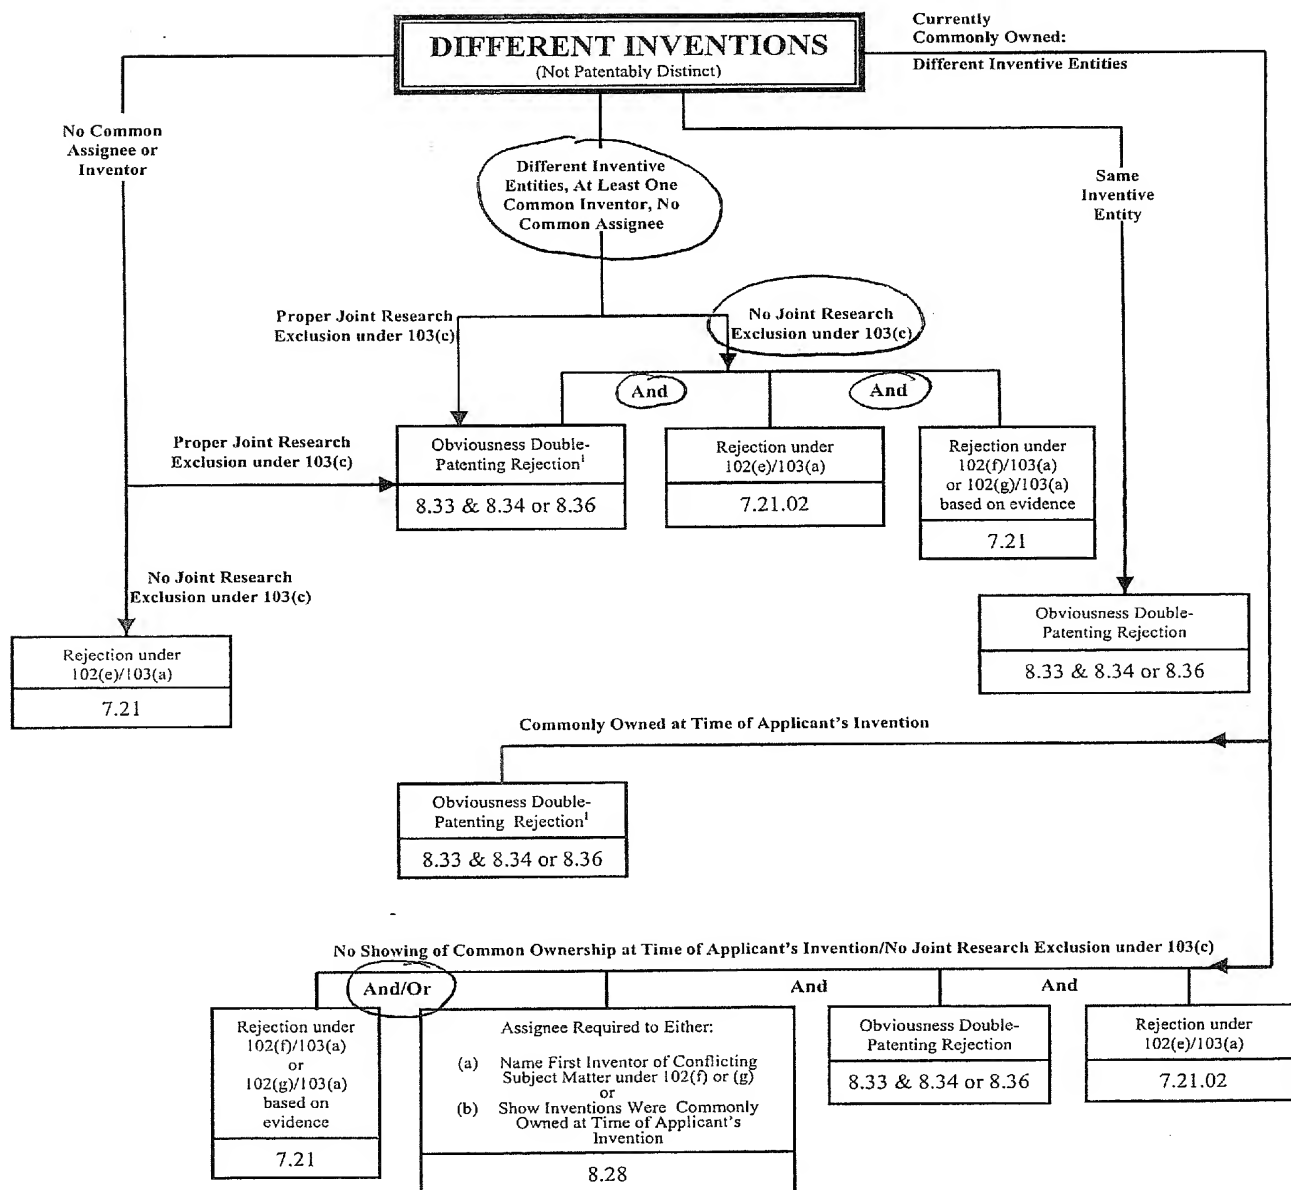 DIFFERENT INVENTIONS
(Not Patentably Distinct)
Currently
Commonly Owned:
Different Inventive Entities
No Common
Assignee or
Inventor
Different Inventive
Entities, At Least One
Common Inventor, No
Common Assignee
Same
Inventive
Entity
Proper Joint Research
Exclusion under 103(c)
No Joint Research
Exclusion under 103(c)
And
And
Proper Joint Research
Exclusion under 103(c)
Obviousness Double-
Patenting Rejection¹
8.33 & 8.34 or 8.36
Rejection under
102(e)/103(a)
7.21.02
Rejection under
102(f)/103(a)
or 102(g)/103(a)
based on evidence
7.21
No Joint Research
Exclusion under 103(c)
Rejection under
102(e)/103(a)
7.21
Obviousness Double-
Patenting Rejection
8.33 & 8.34 or 8.36
Commonly Owned at Time of Applicant's Invention
Obviousness Double-
Patenting Rejection¹
8.33 & 8.34 or 8.36
No Showing of Common Ownership at Time of Applicant's Invention/No Joint Research Exclusion under 103(c)
And/Or
And
And
Rejection under
102(f)/103(a)
or
102(g)/103(a)
based on
evidence
7.21
Assignee Required to Either:
(a) Name First Inventor of Conflicting
Subject Matter under 102(f) or (g)
or
(b) Show Inventions Were Commonly
Owned at Time of Applicant's
Invention
8.28
Obviousness Double-
Patenting Rejection
8.33 & 8.34 or 8.36
Rejection under
102(e)/103(a)
7.21.02